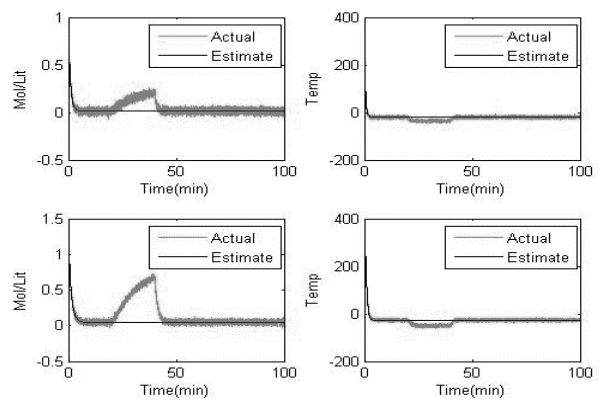 1
0.5
0
-0.5
Mol/Lit
0
50
100
Time(min)
Actual
Estimate
400
200
0
-200
Temp
0
50
100
Time(min)
Actual
Estimate
1.5
1
0.5
0
-0.5
Mol/Lit
0
50
100
Time(min)
Actual
Estimate
400
200
0
-200
Temp
0
50
100
Time(min)
Actual
Estimate